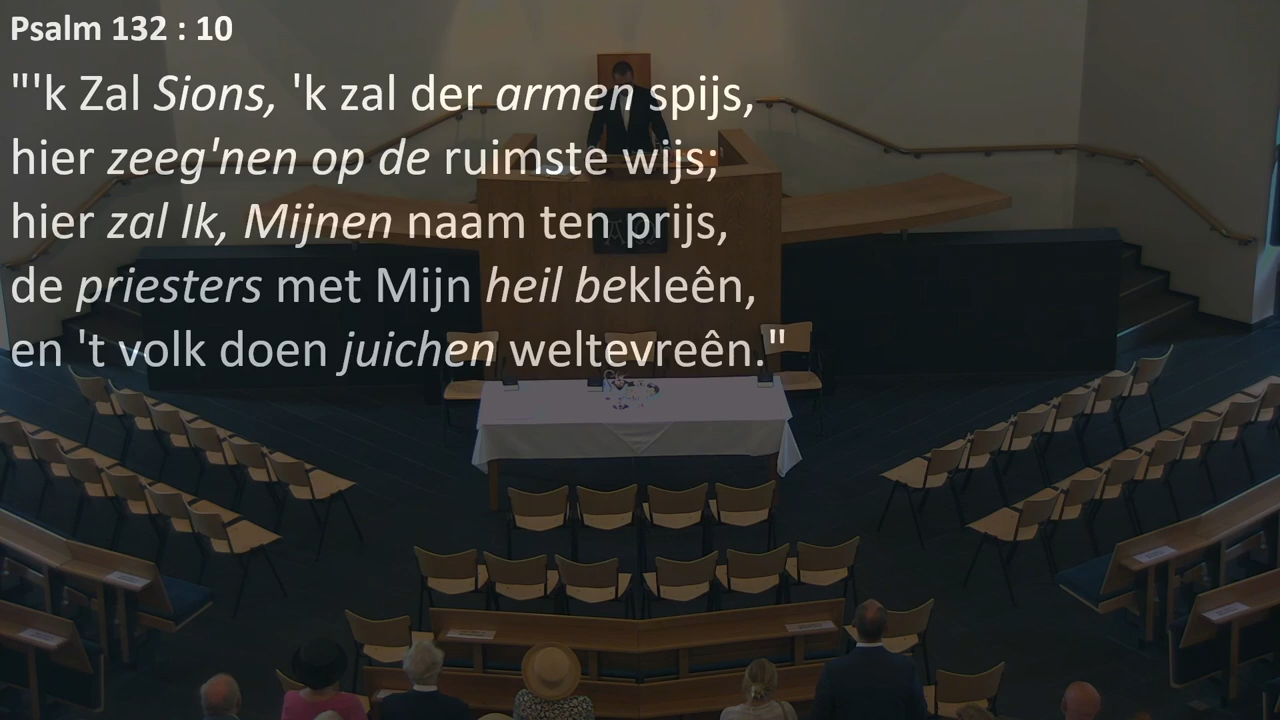 Psalm 132 : 10
"'k Zal Sions, 'k zal der armen spijs,
hier zeeg'nen op de ruimste wijs;
hier zal Ik, Mijnen naam ten prijs,
de priesters met Mijn heil bekleên,
en 't volk doen juichen weltevreên."